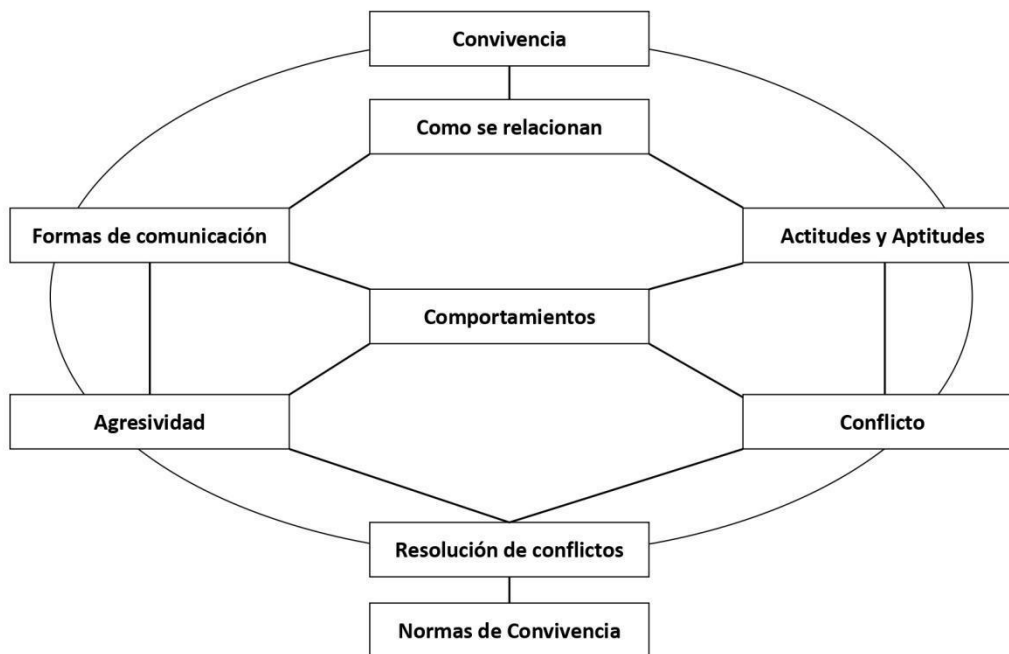 Convivencia
Como se relacionan
Formas de comunicación
Actitudes y Aptitudes
Comportamientos
Agresividad
Conflicto
Resolución de conflictos
Normas de Convivencia